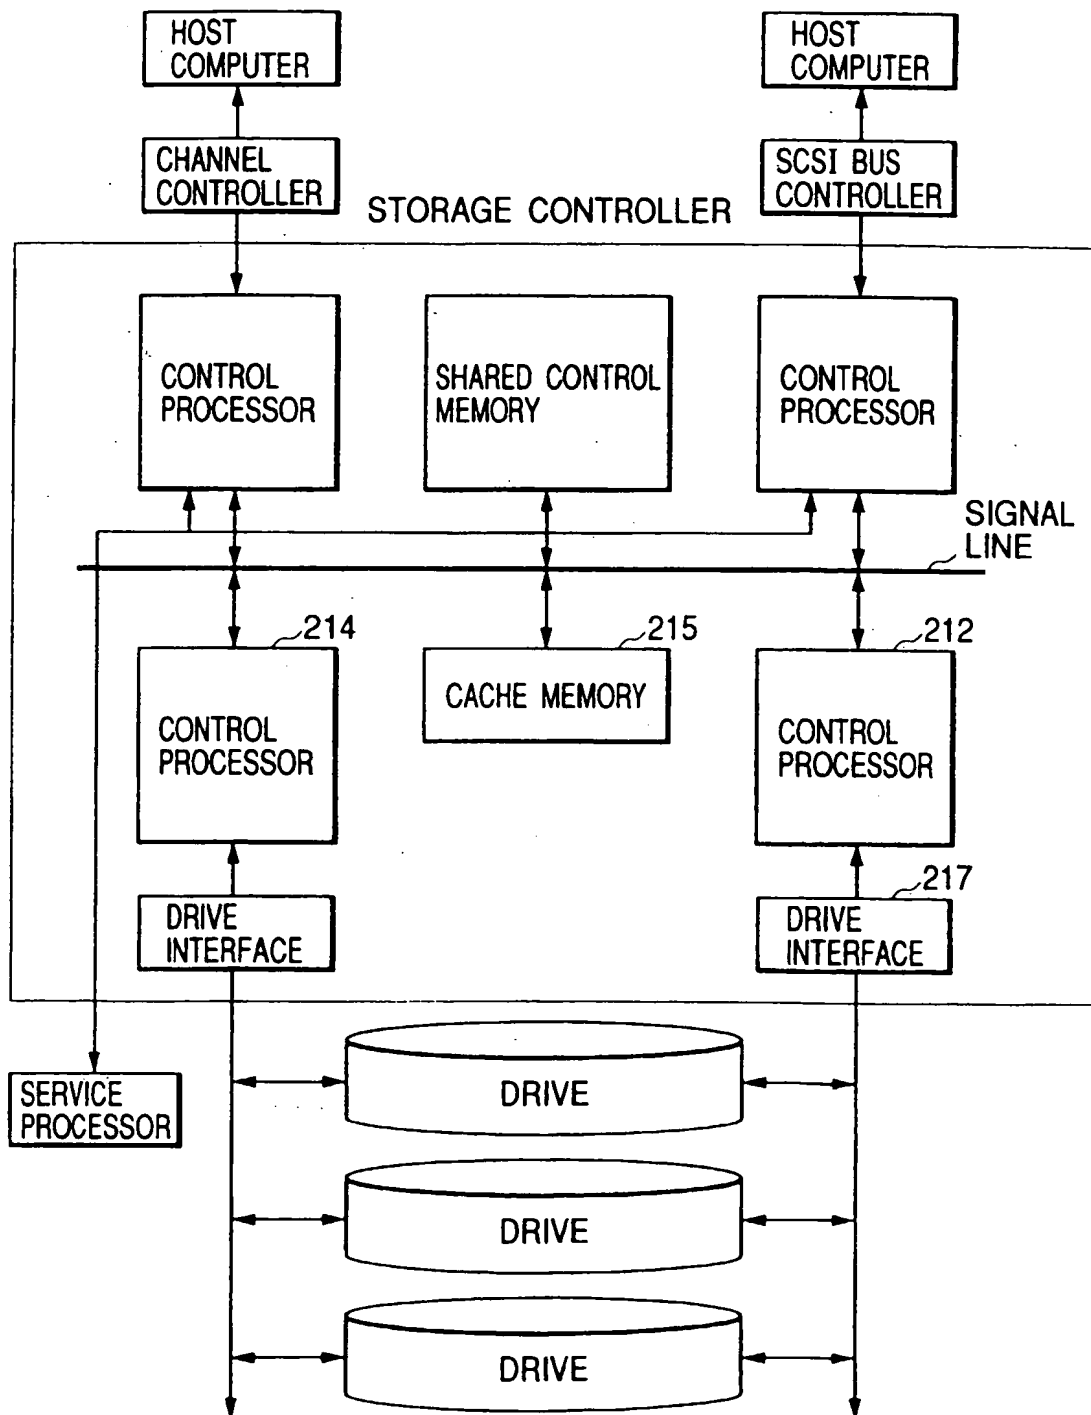 HOST
COMPUTER
HOST
COMPUTER
CHANNEL
CONTROLLER
SCSI BUS
CONTROLLER
STORAGE CONTROLLER
CONTROL
PROCESSOR
SHARED CONTROL
MEMORY
CONTROL
PROCESSOR
SIGNAL
LINE
214
215
212
CONTROL
PROCESSOR
CACHE MEMORY
CONTROL
PROCESSOR
217
DRIVE
INTERFACE
DRIVE
INTERFACE
SERVICE
PROCESSOR
DRIVE
DRIVE
DRIVE